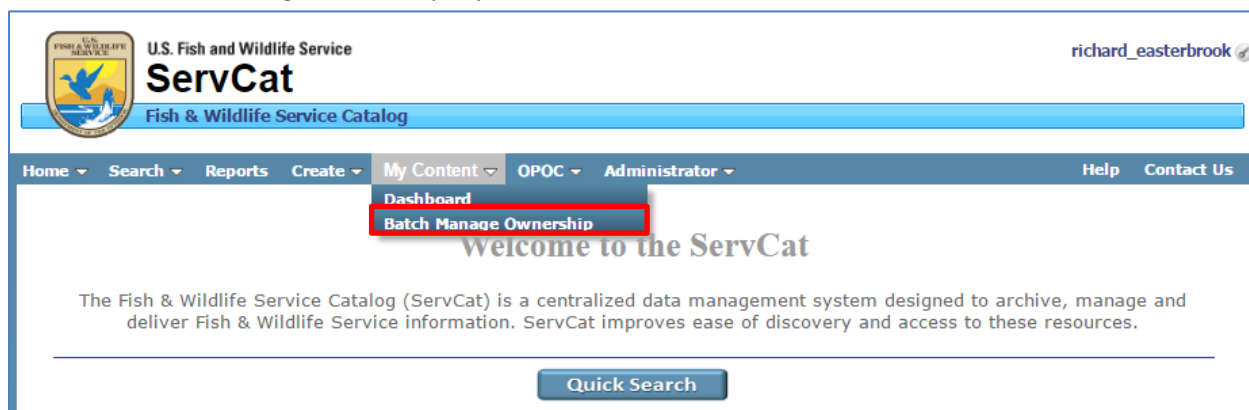 U.S.
FISH & WILDLIFE
SERVICE
U.S. Fish and Wildlife Service
richard_easterbrook
ServCat
Fish & Wildlife Service Catalog
Home Search Reports Create My Content OPOC Administrator Help Contact Us
Dashboard
Batch Manage Ownership
Welcome to the ServCat
The Fish & Wildlife Service Catalog (ServCat) is a centralized data management system designed to archive, manage and
deliver Fish & Wildlife Service information. ServCat improves ease of discovery and access to these resources.
Quick Search